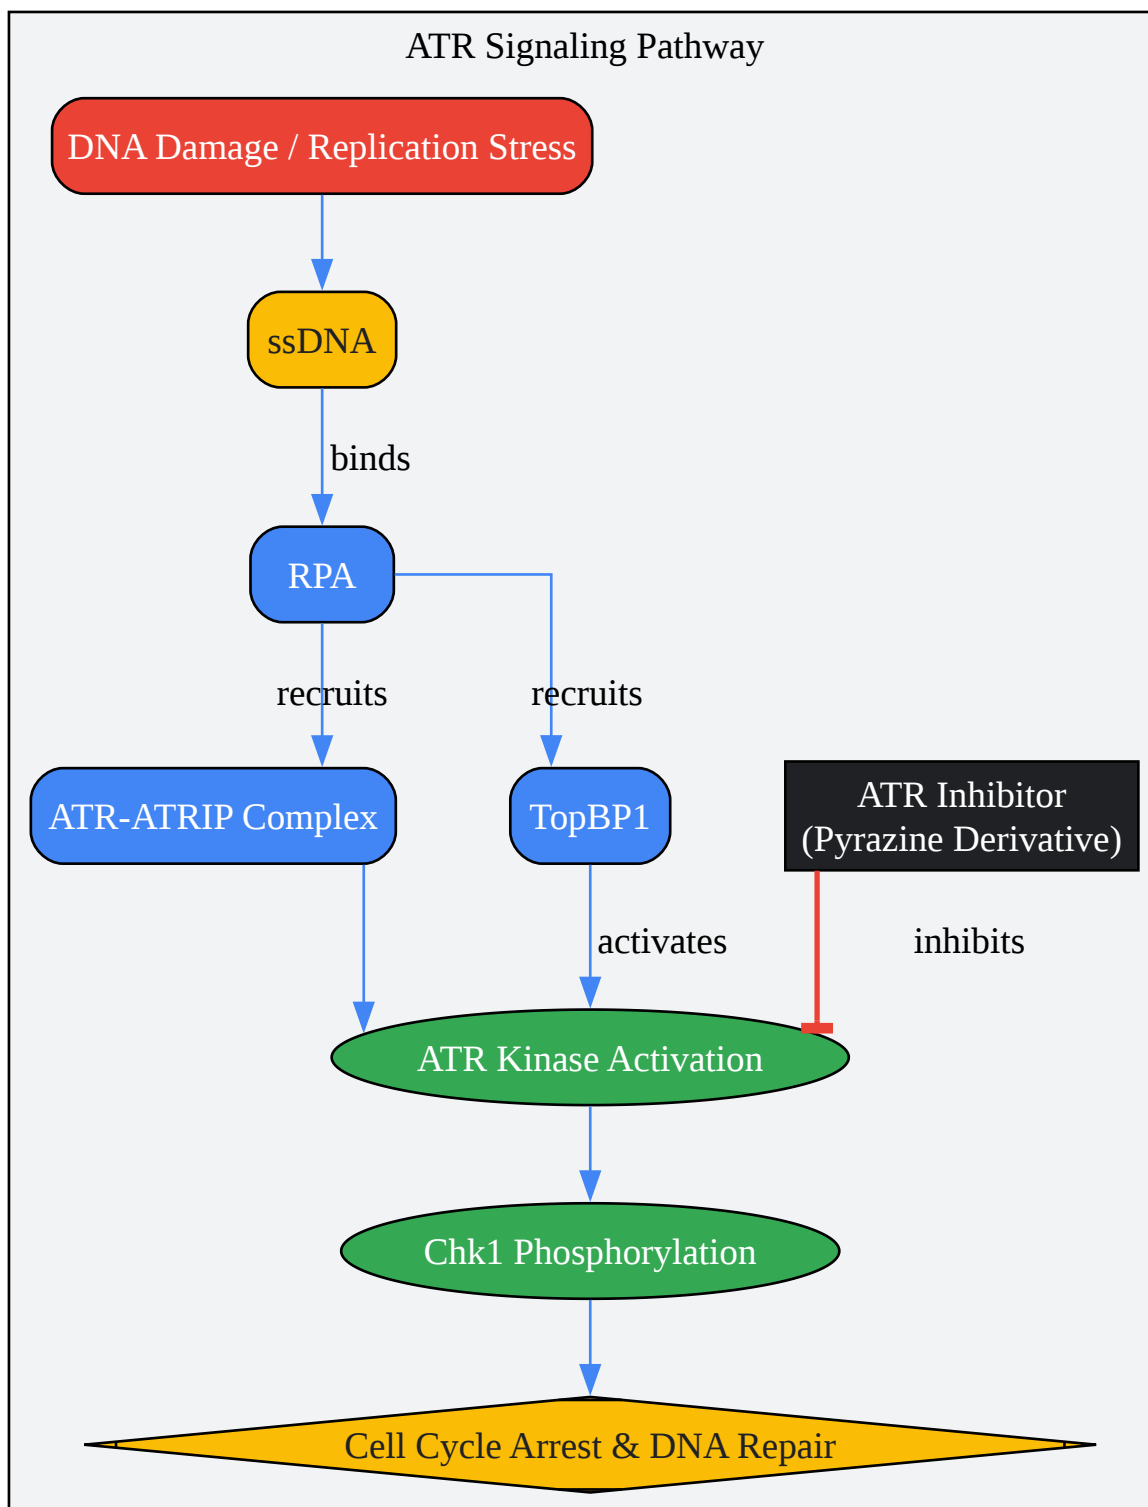 ATR Signaling Pathway
DNA Damage / Replication Stress
ssDNA
binds
RPA
recruits
recruits
ATR-ATRIP Complex
TopBP1
ATR Inhibitor
(Pyrazine Derivative)
activates
inhibits
ATR Kinase Activation
Chk1 Phosphorylation
Cell Cycle Arrest & DNA Repair